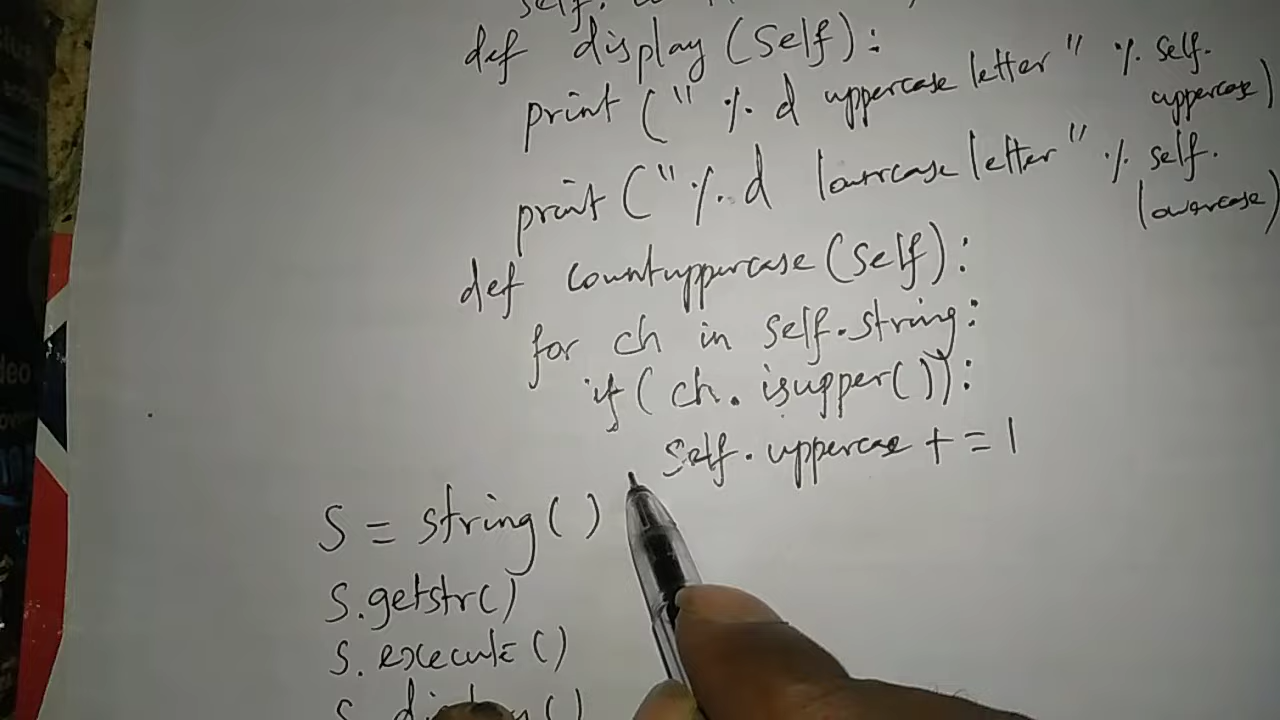 self.
def display (self):
print (" %. d uppercase letter" %. self.
uppercase)
print (" %. d lowercase letter" %. self.
lowercase)
def countuppercase (self):
for ch in self.string:
if (ch. isupper()):
self. uppercase += 1
S = string( )
S.getstr()
S. execute()
S.